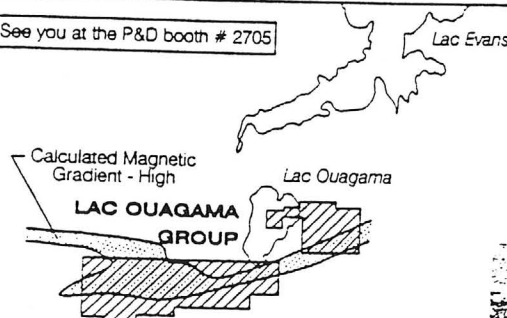 See you at the P&D booth # 2705
Lac Evans
Calculated Magnetic
Gradient - High
Lac Ouagama
LAC OUAGAMA
GROUP